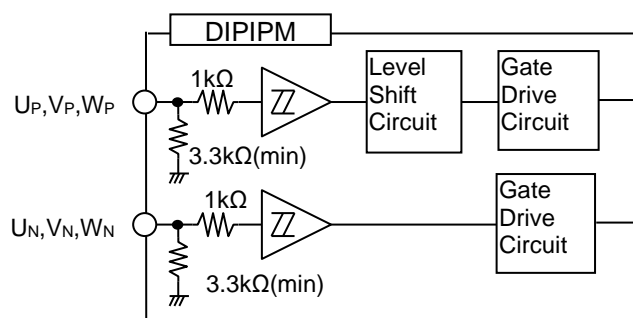 DIPIPM
1kΩ
Level
Shift
Circuit
Gate
Drive
Circuit
UP,VP,WP
3.3kΩ(min)
1kΩ
Gate
Drive
Circuit
UN,VN,WN
3.3kΩ(min)